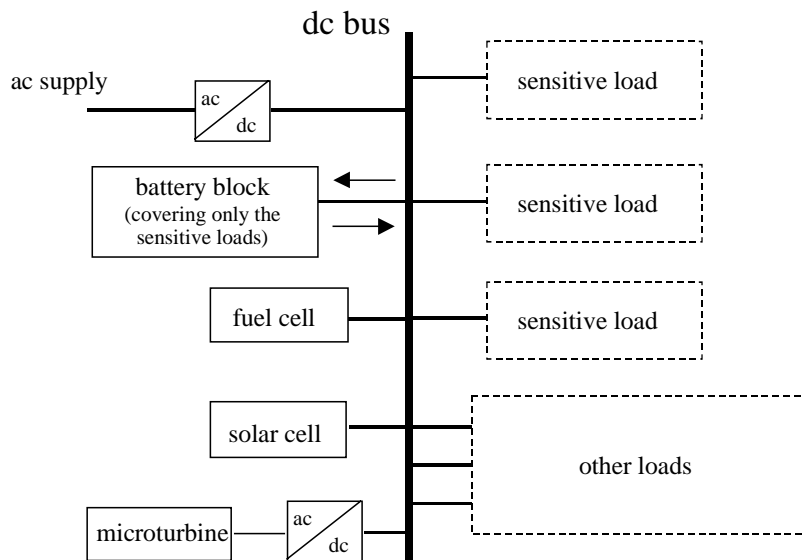 dc bus
ac supply
ac
dc
sensitive load
battery block
(covering only the
sensitive loads)
sensitive load
fuel cell
sensitive load
solar cell
other loads
microturbine
ac
dc